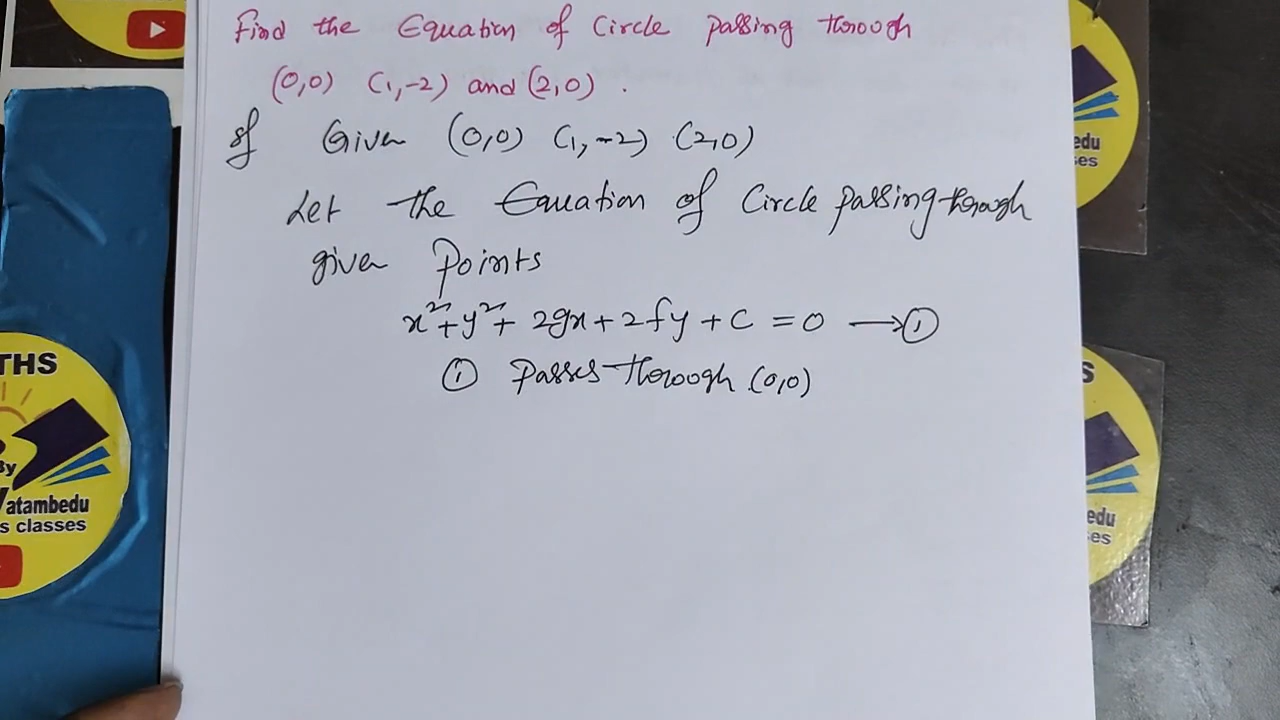 Find the Equation of Circle passing through
(0,0) (1,-2) and (2,0) .
Given (0,0) (1,-2) (2,0)
Let the Equation of Circle passing through
given Points
x²+y²+ 2gx+2fy+c = 0 →①
① Passes through (0,0)
THS
By
atambedu
s classes
edu
es
S
edu
es